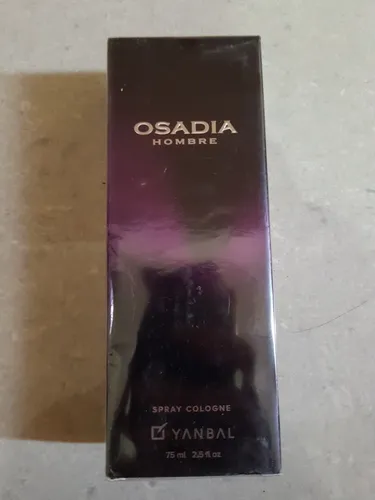 OSADIA
HOMBRE
SPRAY COLOGNE
YANBAL
75 ml 2.5 fl oz